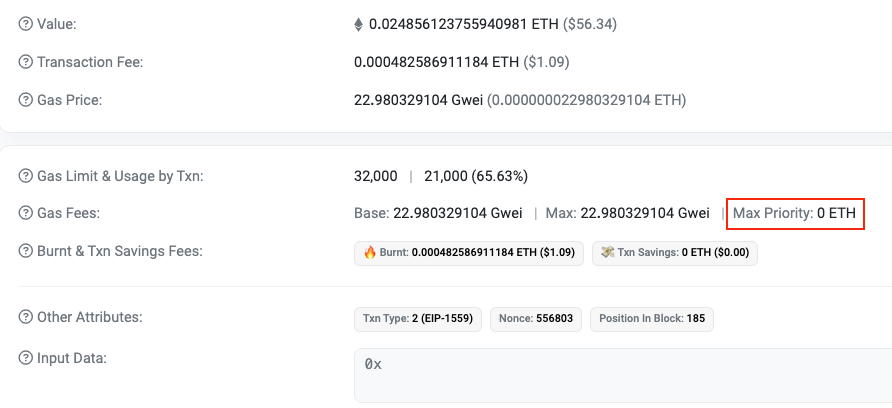 Value: 0.024856123755940981 ETH ($56.34)
Transaction Fee: 0.000482586911184 ETH ($1.09)
Gas Price: 22.980329104 Gwei (0.000000022980329104 ETH)
Gas Limit & Usage by Txn: 32,000 | 21,000 (65.63%)
Gas Fees: Base: 22.980329104 Gwei | Max: 22.980329104 Gwei | Max Priority: 0 ETH
Burnt & Txn Savings Fees: 🔥 Burnt: 0.000482586911184 ETH ($1.09) 💸 Txn Savings: 0 ETH ($0.00)
Other Attributes: Txn Type: 2 (EIP-1559) Nonce: 556803 Position In Block: 185
Input Data: 0x